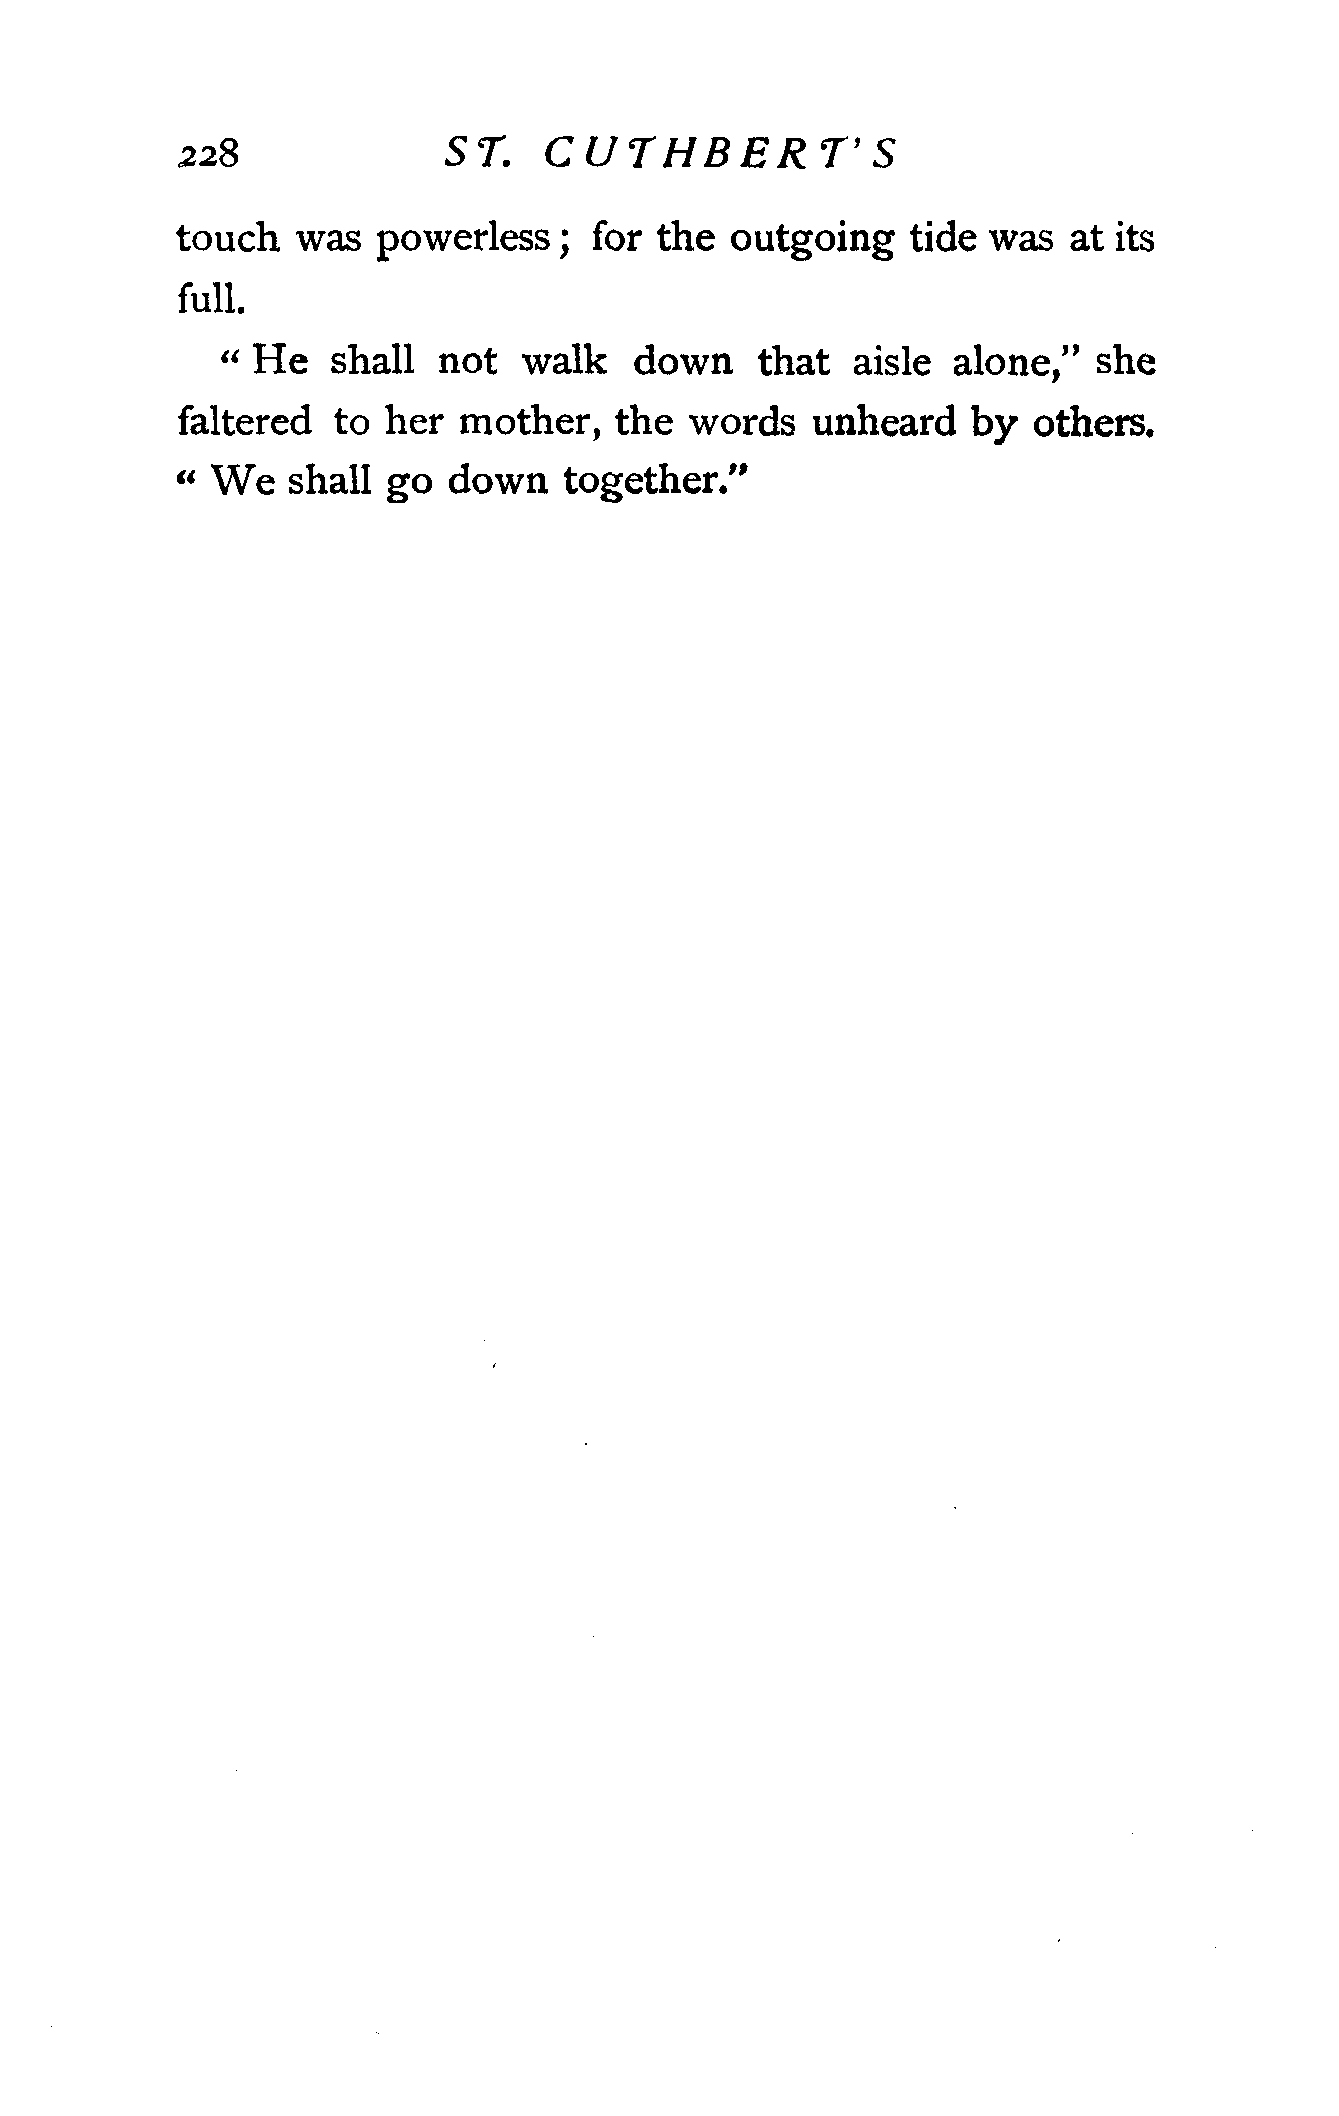 228 ST. CUTHBERT'S
touch was powerless; for the outgoing tide was at its
full.
"He shall not walk down that aisle alone," she
faltered to her mother, the words unheard by others.
"We shall go down together."